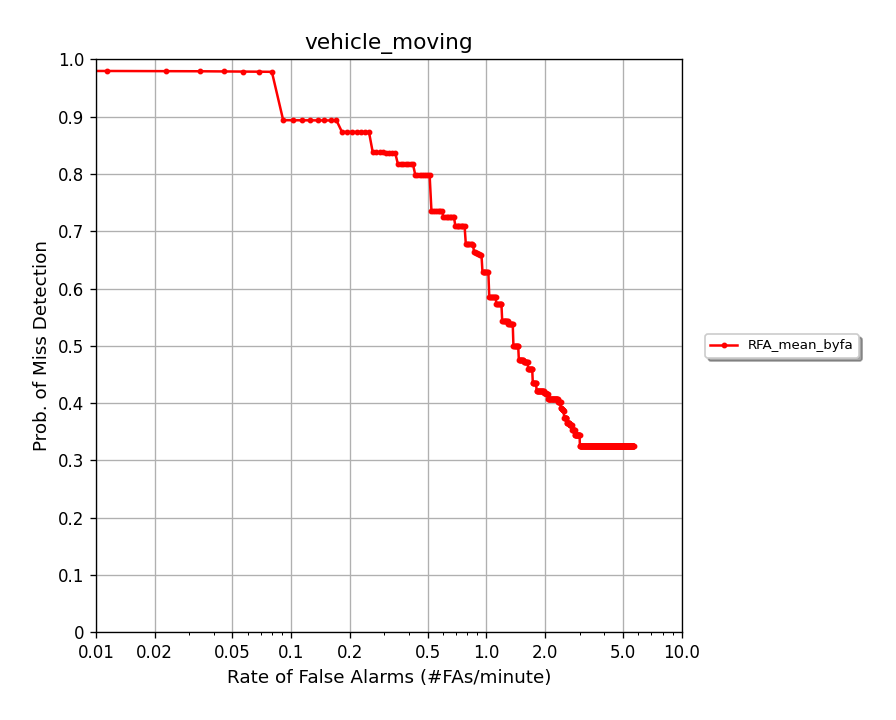 vehicle_moving
1.0
0.9
0.8
0.7
0.6
0.5
0.4
0.3
0.2
0.1
0
Prob. of Miss Detection
0.01 0.02 0.05 0.1 0.2 0.5 1.0 2.0 5.0 10.0
Rate of False Alarms (#FAs/minute)
RFA_mean_byfa